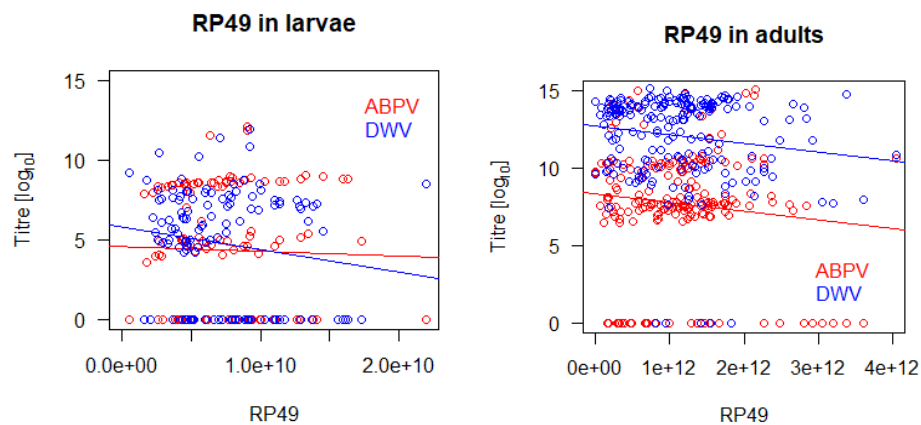 RP49 in larvae
15
10
5
0
Titre [log10]
ABPV
DWV
0.0e+00 1.0e+10 2.0e+10
RP49
RP49 in adults
15
10
5
0
Titre [log10]
ABPV
DWV
0e+00 1e+12 2e+12 3e+12 4e+12
RP49